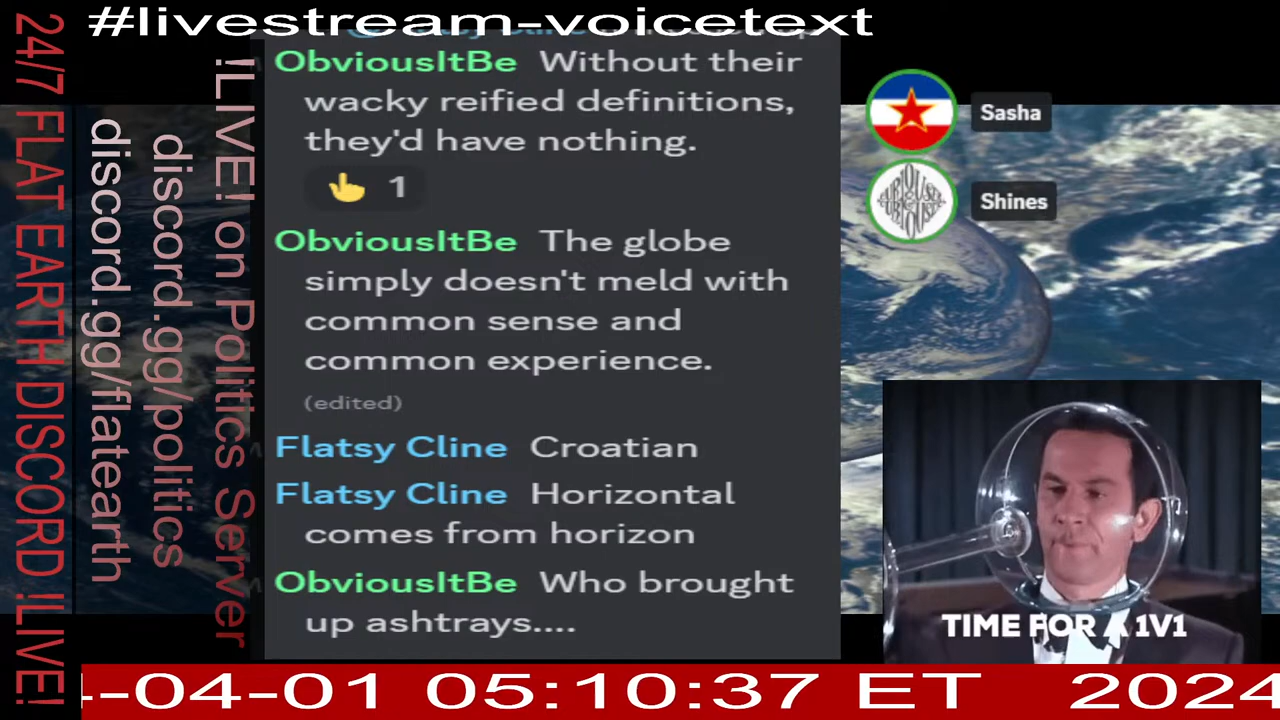 #livestream-voicetext
24/7 FLAT EARTH DISCORD !LIVE!
discord.gg/flatearth
discord.gg/politics
!LIVE! on Politics Server
ObviousItBe Without their
wacky reified definitions,
they'd have nothing.
1
ObviousItBe The globe
simply doesn't meld with
common sense and
common experience.
(edited)
Flatsy Cline Croatian
Flatsy Cline Horizontal
comes from horizon
ObviousItBe Who brought
up ashtrays....
Sasha
Shines
TIME FOR A 1V1
-04-01 05:10:37 ET 2024